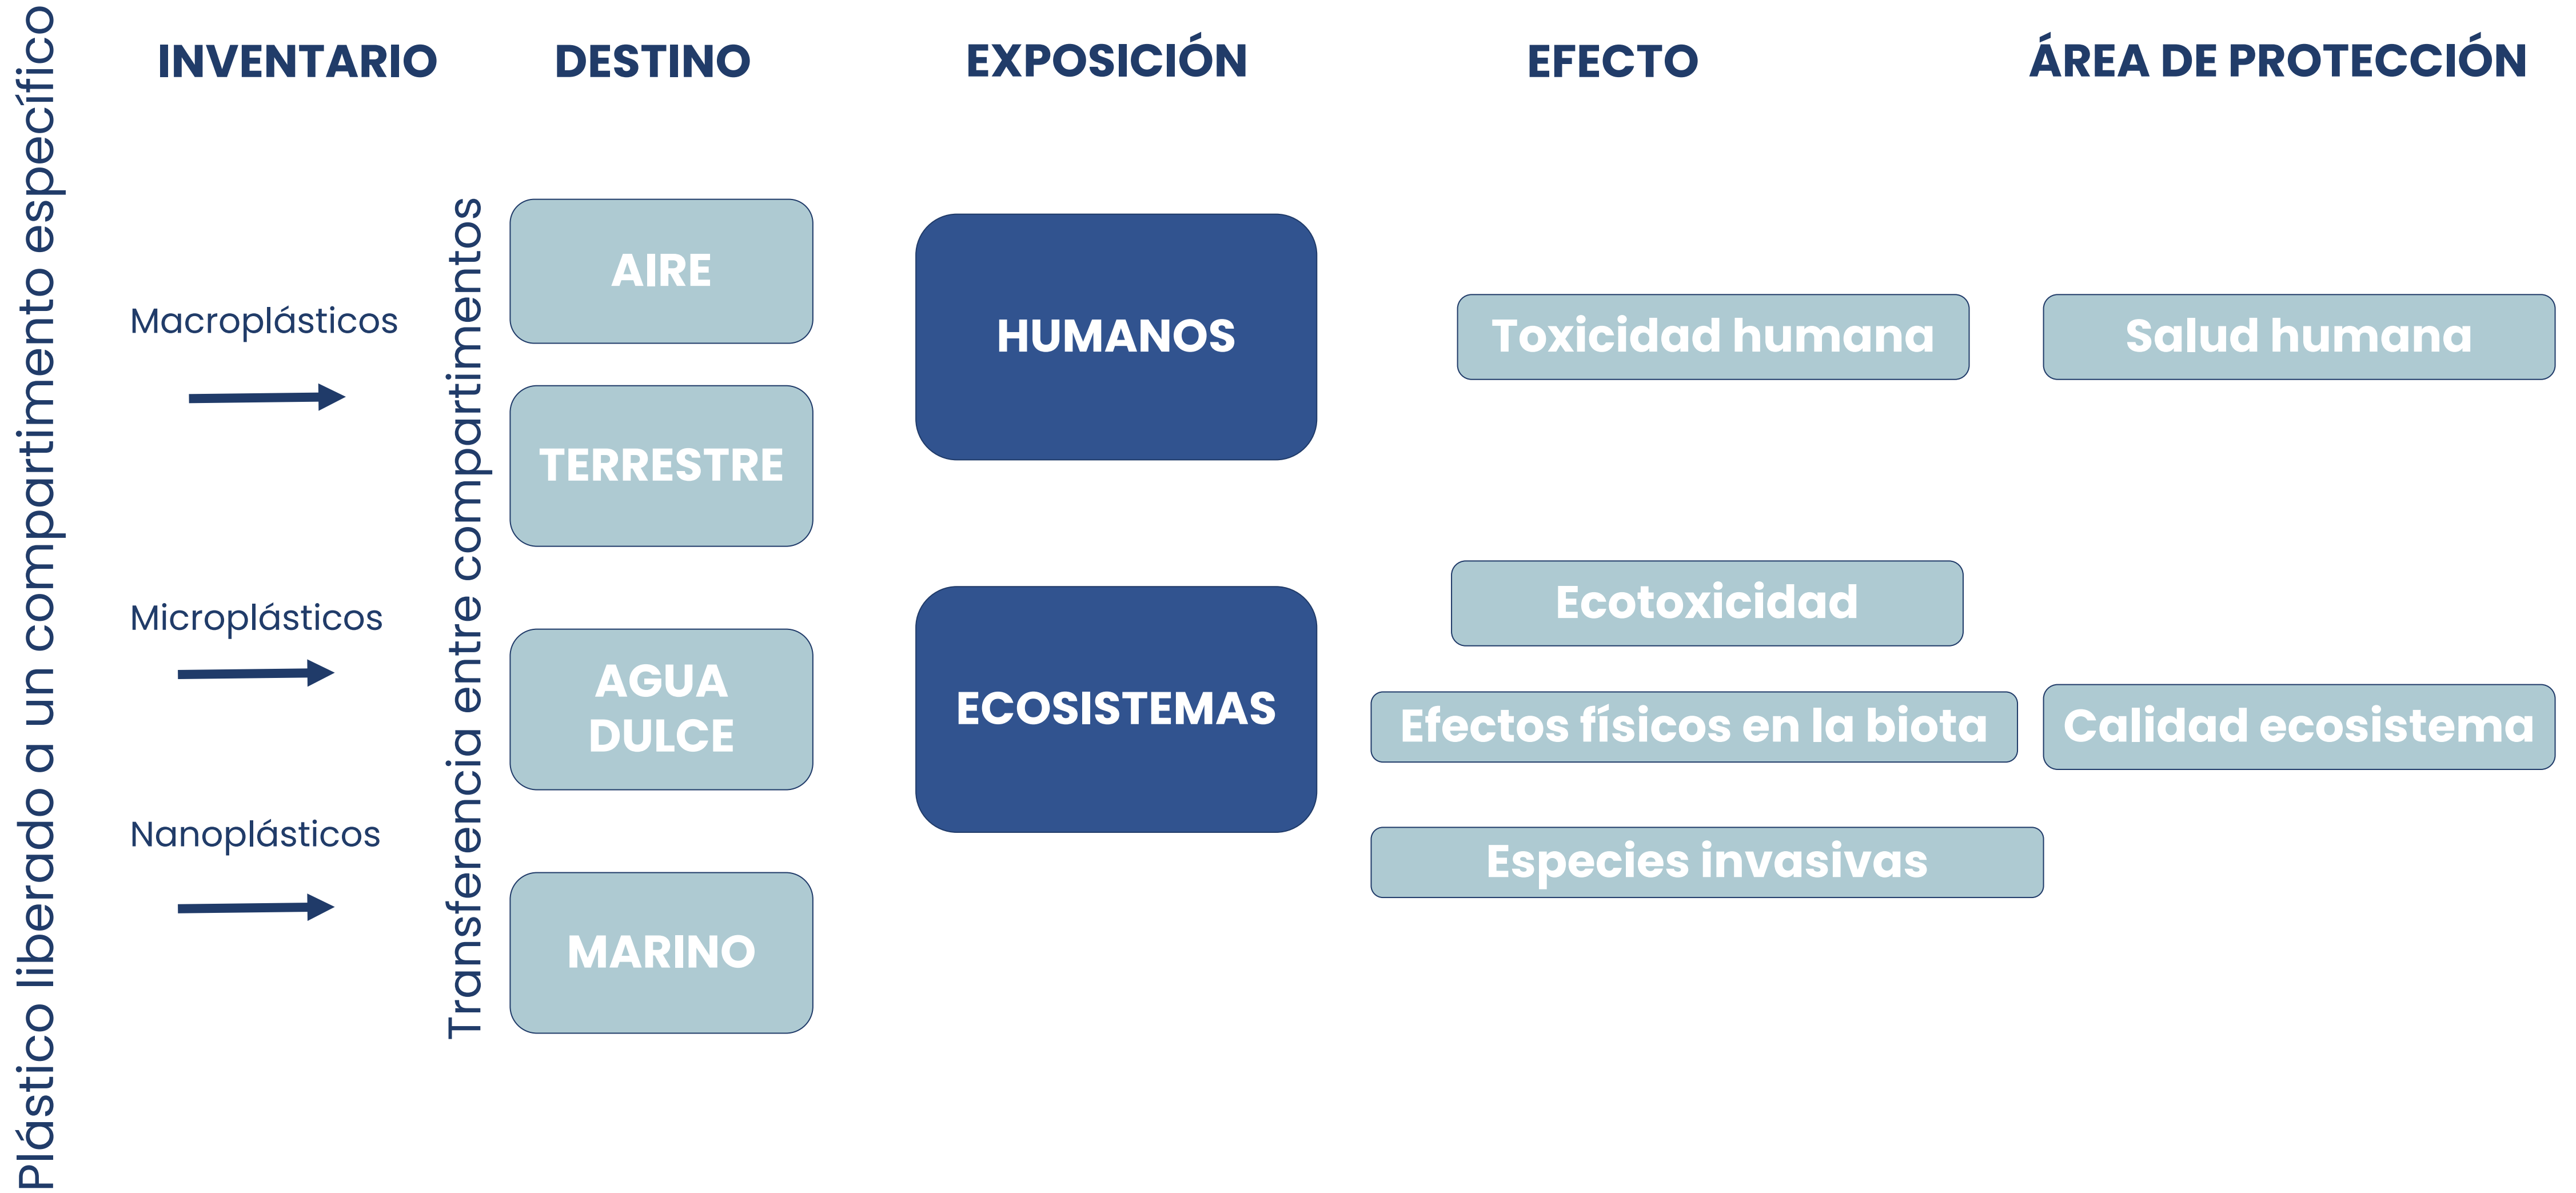 Plástico liberado a un compartimento específico
INVENTARIO
DESTINO
EXPOSICIÓN
EFECTO
ÁREA DE PROTECCIÓN
Macroplásticos
Microplásticos
Nanoplásticos
Transferencia entre compartimentos
AIRE
TERRESTRE
AGUA
DULCE
MARINO
HUMANOS
ECOSISTEMAS
Toxicidad humana
Ecotoxicidad
Efectos físicos en la biota
Especies invasivas
Salud humana
Calidad ecosistema